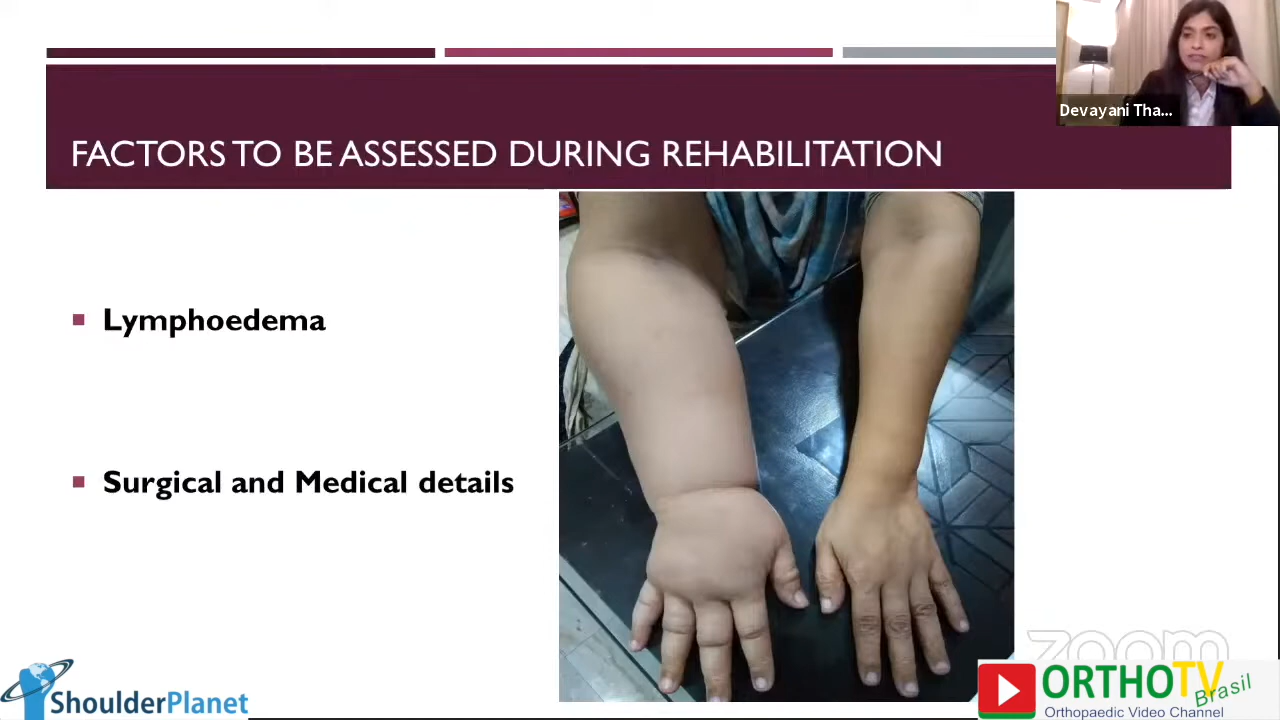 Devayani Tha...
FACTORS TO BE ASSESSED DURING REHABILITATION
Lymphoedema
Surgical and Medical details
zoom
ShoulderPlanet
ORTHOTV
Brasil
Orthopaedic Video Channel